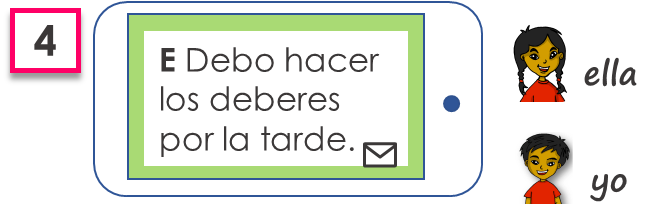 4
E Debo hacer
los deberes
por la tarde.
ella
yo